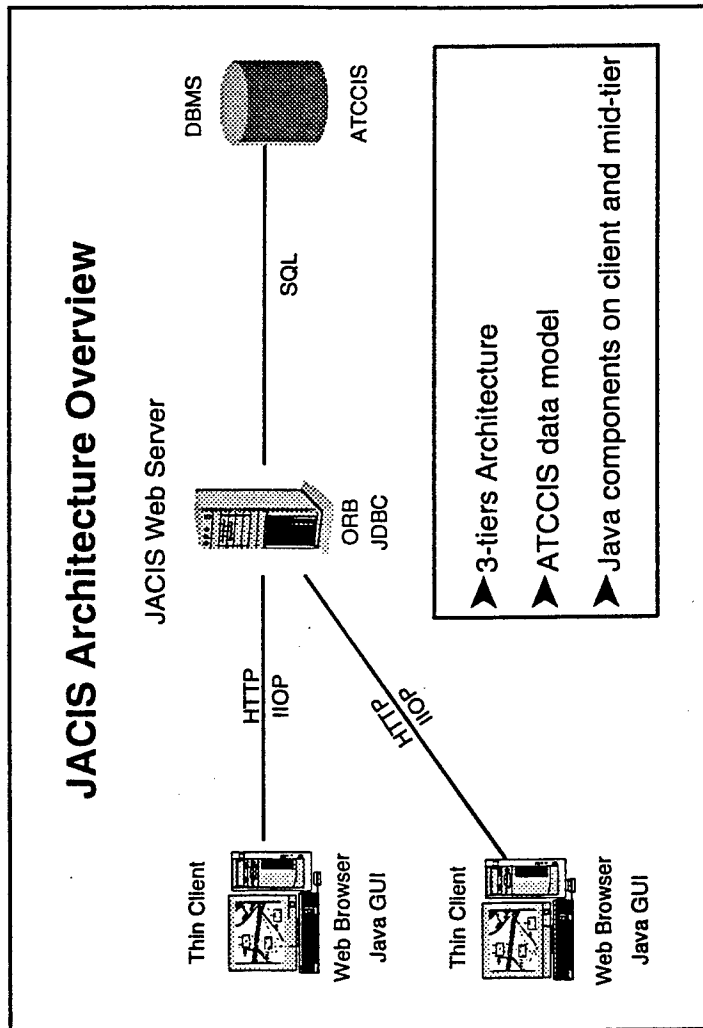 JACIS Architecture Overview
Thin Client
Web Browser
Java GUI
HTTP
IIOP
Thin Client
Web Browser
Java GUI
HTTP
IIOP
JACIS Web Server
ORB
JDBC
SQL
DBMS
ATCCIS
➤ 3-tiers Architecture
➤ ATCCIS data model
➤ Java components on client and mid-tier